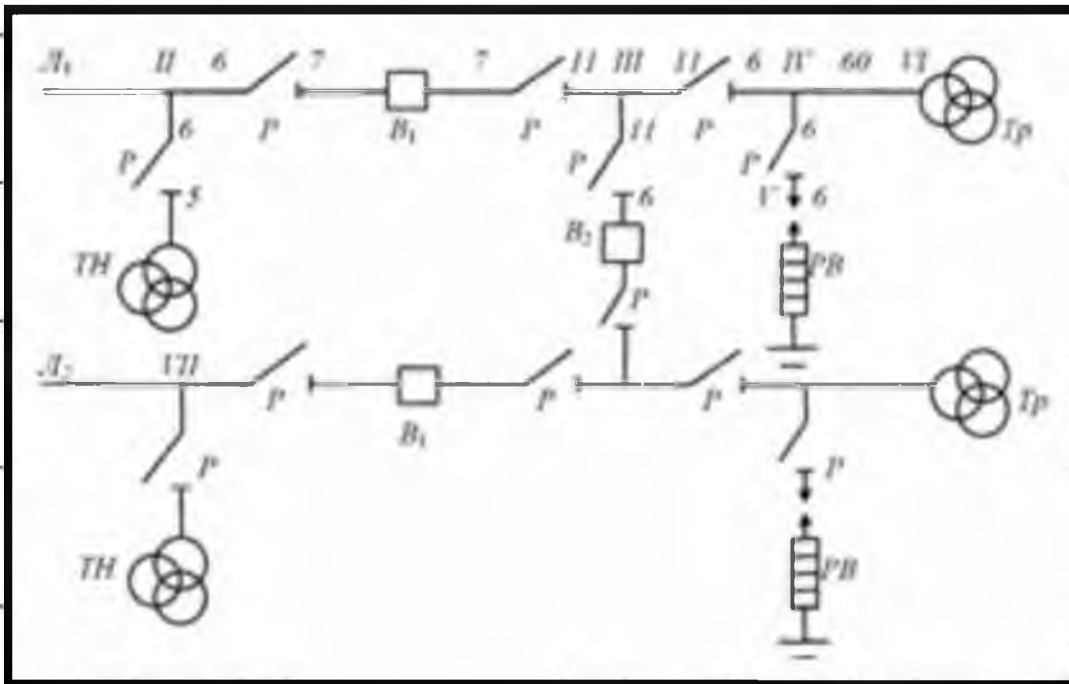 Л₁ II 6 7 7 11 III 11 6 IV 60 VI
Р В₁ Р Р Тр
6 11 6
Р Р Р
5 6 V 6
ТН В₂ РВ
Р
Л₂ VII
Р В₁ Р Р Тр
Р Р
ТН РВ